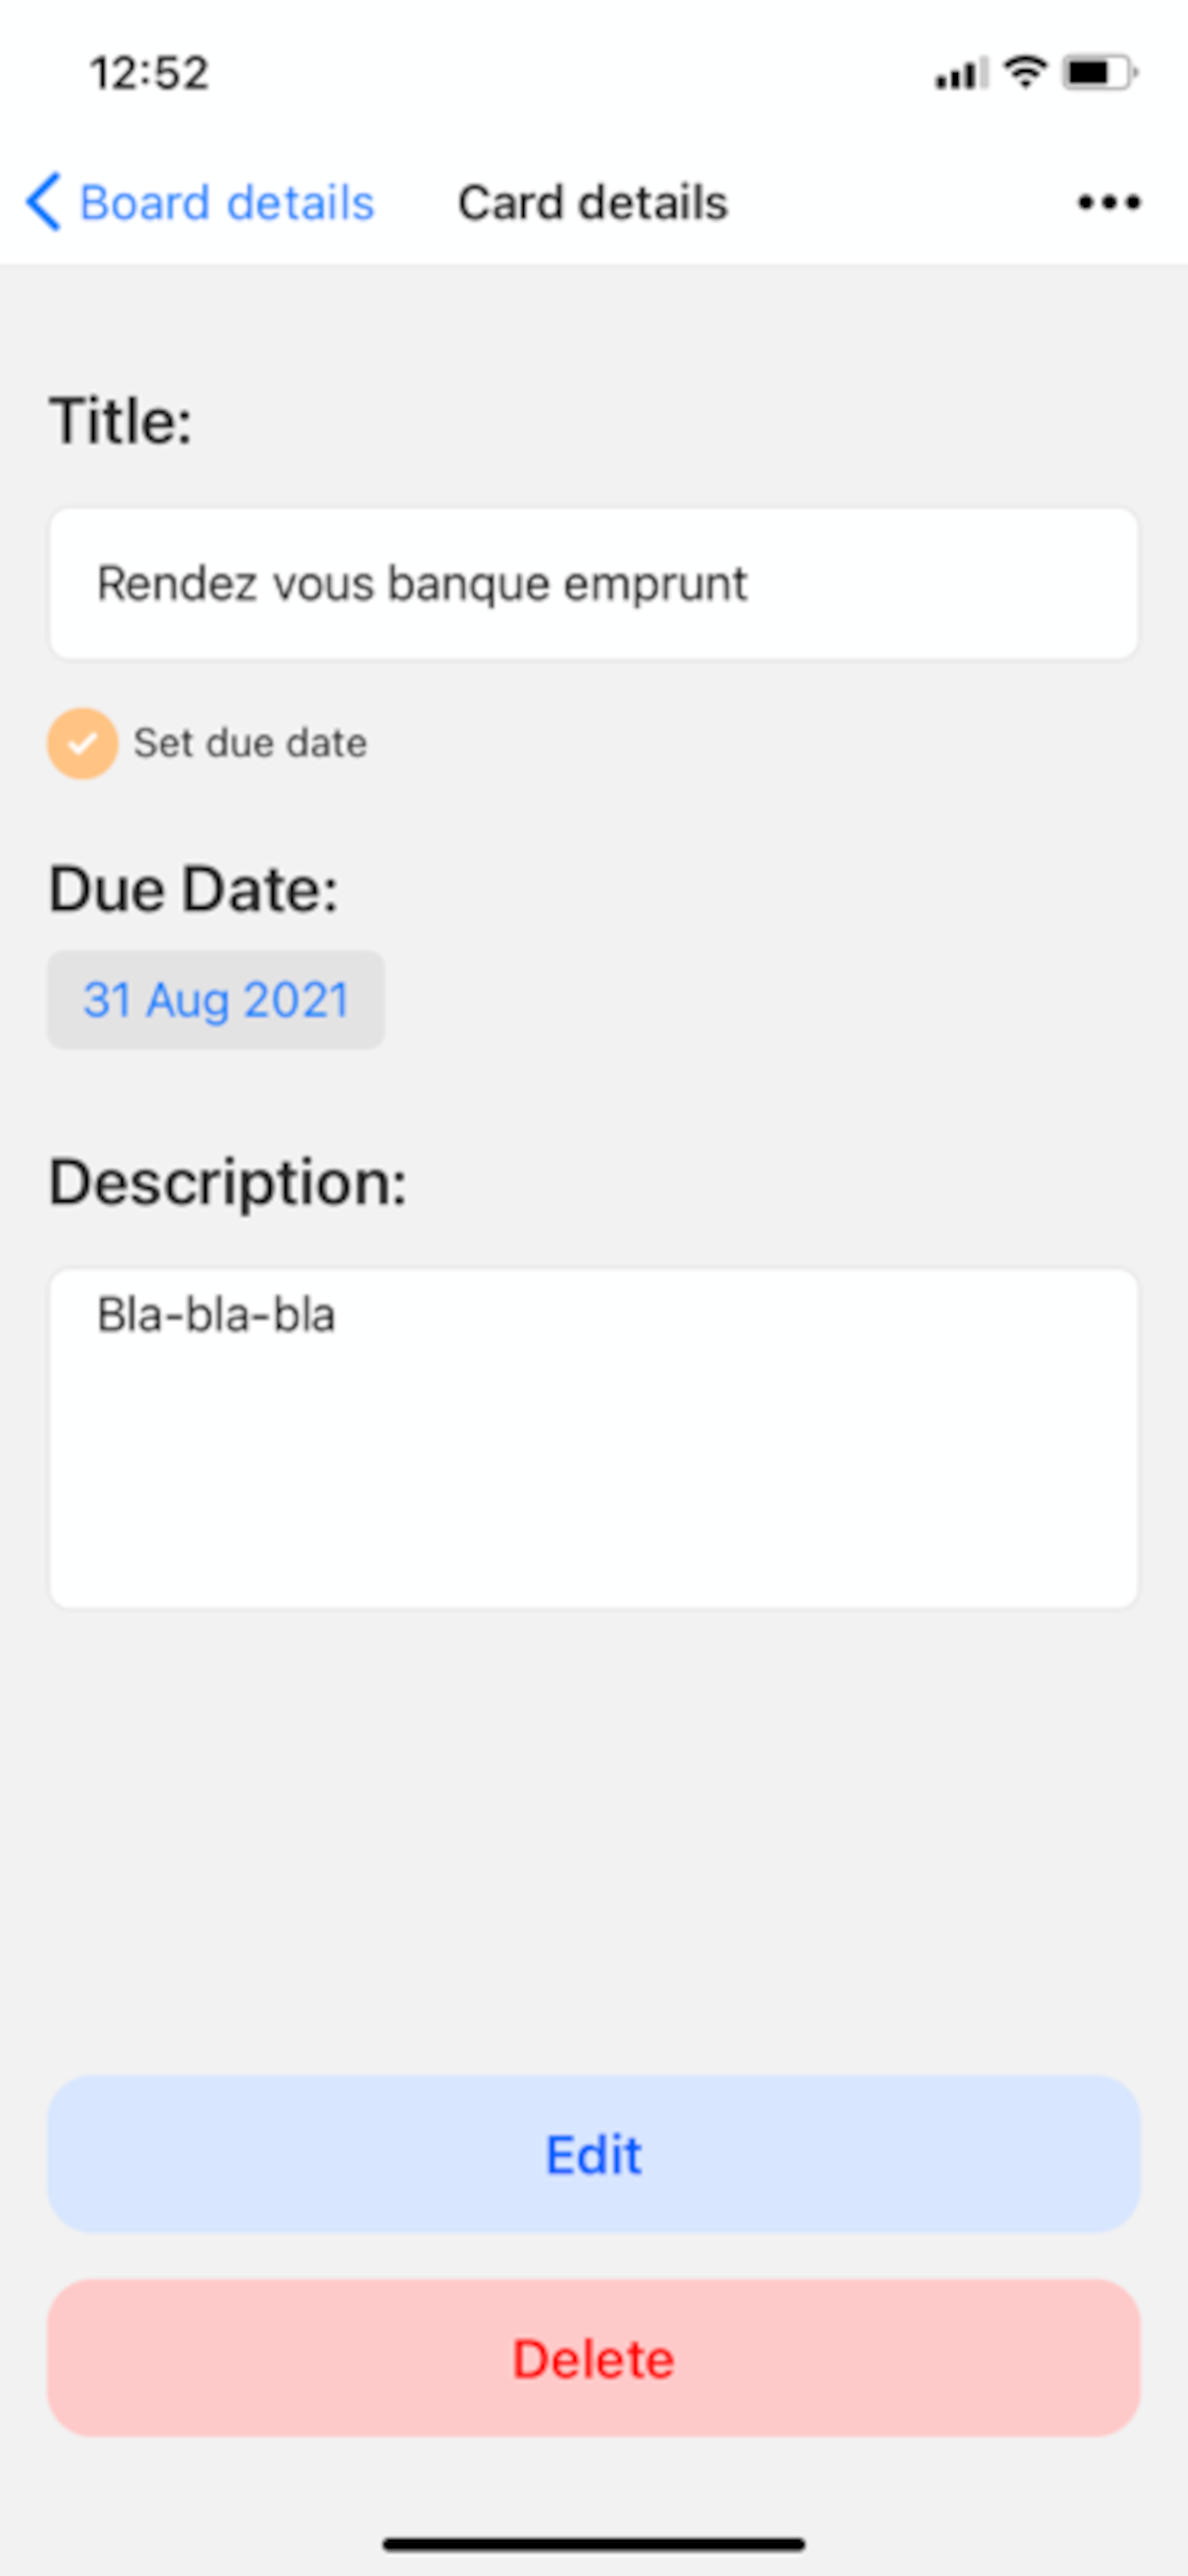 12:52
Board details Card details
Title:
Rendez vous banque emprunt
Set due date
Due Date:
31 Aug 2021
Description:
Bla-bla-bla
Edit
Delete